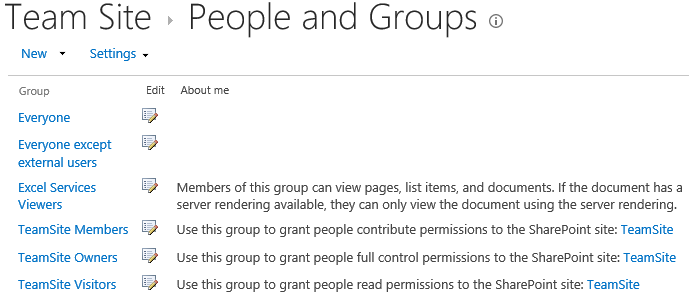 Team Site ▸ People and Groups ⓘ
New ▾ Settings ▾
Group Edit About me
Everyone
Everyone except
external users
Excel Services Members of this group can view pages, list items, and documents. If the document has a
Viewers server rendering available, they can only view the document using the server rendering.
TeamSite Members Use this group to grant people contribute permissions to the SharePoint site: TeamSite
TeamSite Owners Use this group to grant people full control permissions to the SharePoint site: TeamSite
TeamSite Visitors Use this group to grant people read permissions to the SharePoint site: TeamSite